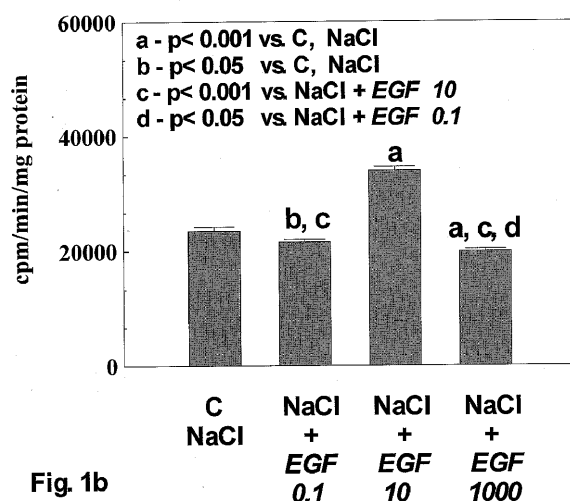 60000
a - p< 0.001 vs. C, NaCl
b - p< 0.05 vs. C, NaCl
c - p< 0.001 vs. NaCl + EGF 10
d - p< 0.05 vs. NaCl + EGF 0.1
40000
20000
0
cpm/min/mg protein
b, c
a
a, c, d
C NaCl
NaCl + EGF 0.1
NaCl + EGF 10
NaCl + EGF 1000
Fig. 1b